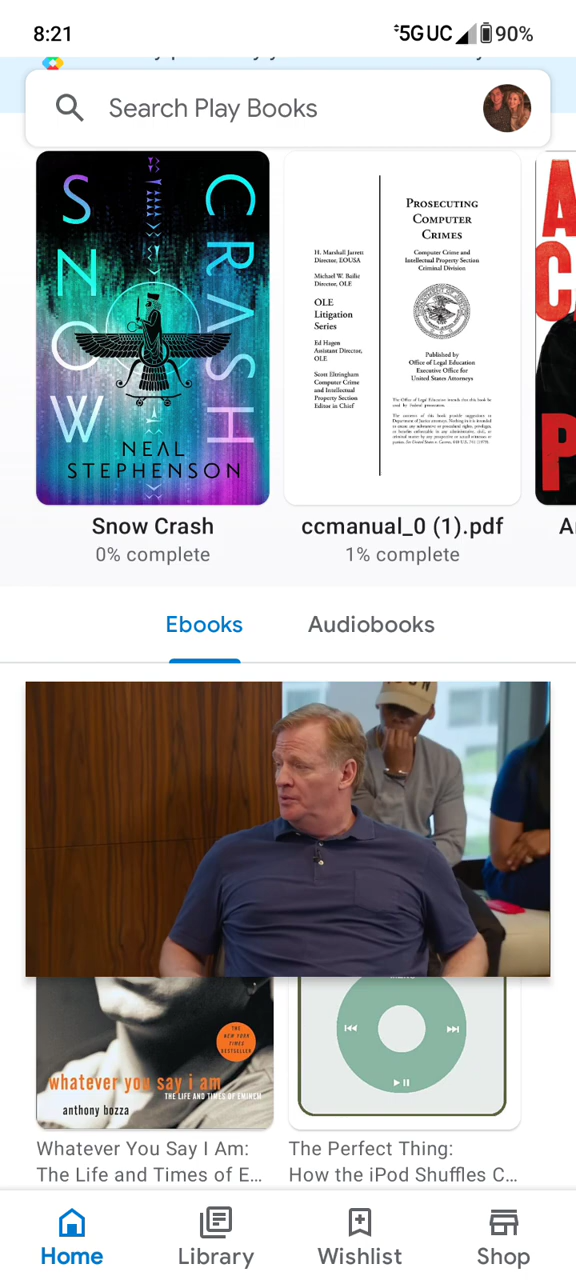 8:21
5G UC
90%
Search Play Books
SNOW
CRASH
NEAL
STEPHENSON
PROSECUTING
COMPUTER
CRIMES
Computer Crime and
Intellectual Property Section
Criminal Division
H. Marshall Jarrett
Director, EOUSA
Michael W. Bailie
Director, OLE
OLE
Litigation
Series
Ed Hagen
Assistant Director,
OLE
Scott Eltringham
Computer Crime
and Intellectual
Property Section
Editor in Chief
Published by
Office of Legal Education
Executive Office for
United States Attorneys
Snow Crash
0% complete
ccmanual_0 (1).pdf
1% complete
Ebooks
Audiobooks
THE
NEW YORK
TIMES
BESTSELLER
whatever you say i am
THE LIFE AND TIMES OF EMINEM
anthony bozza
Whatever You Say I Am:
The Life and Times of E...
The Perfect Thing:
How the iPod Shuffles C...
Home
Library
Wishlist
Shop